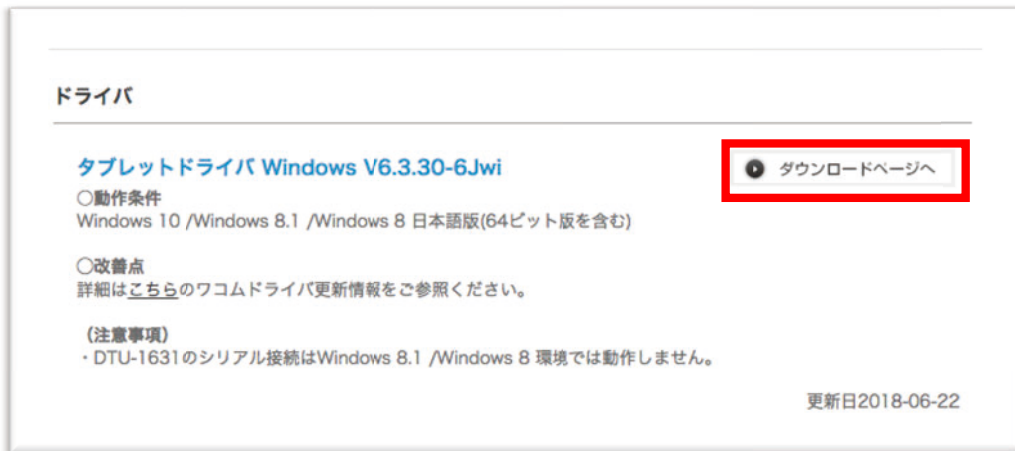 ドライバ
タブレットドライバ Windows V6.3.30-6Jwi
ダウンロードページへ
○動作条件
Windows 10 /Windows 8.1 /Windows 8 日本語版(64ビット版を含む)
○改善点
詳細はこちらのワコムドライバ更新情報をご参照ください。
（注意事項）
・DTU-1631のシリアル接続はWindows 8.1 /Windows 8 環境では動作しません。
更新日2018-06-22